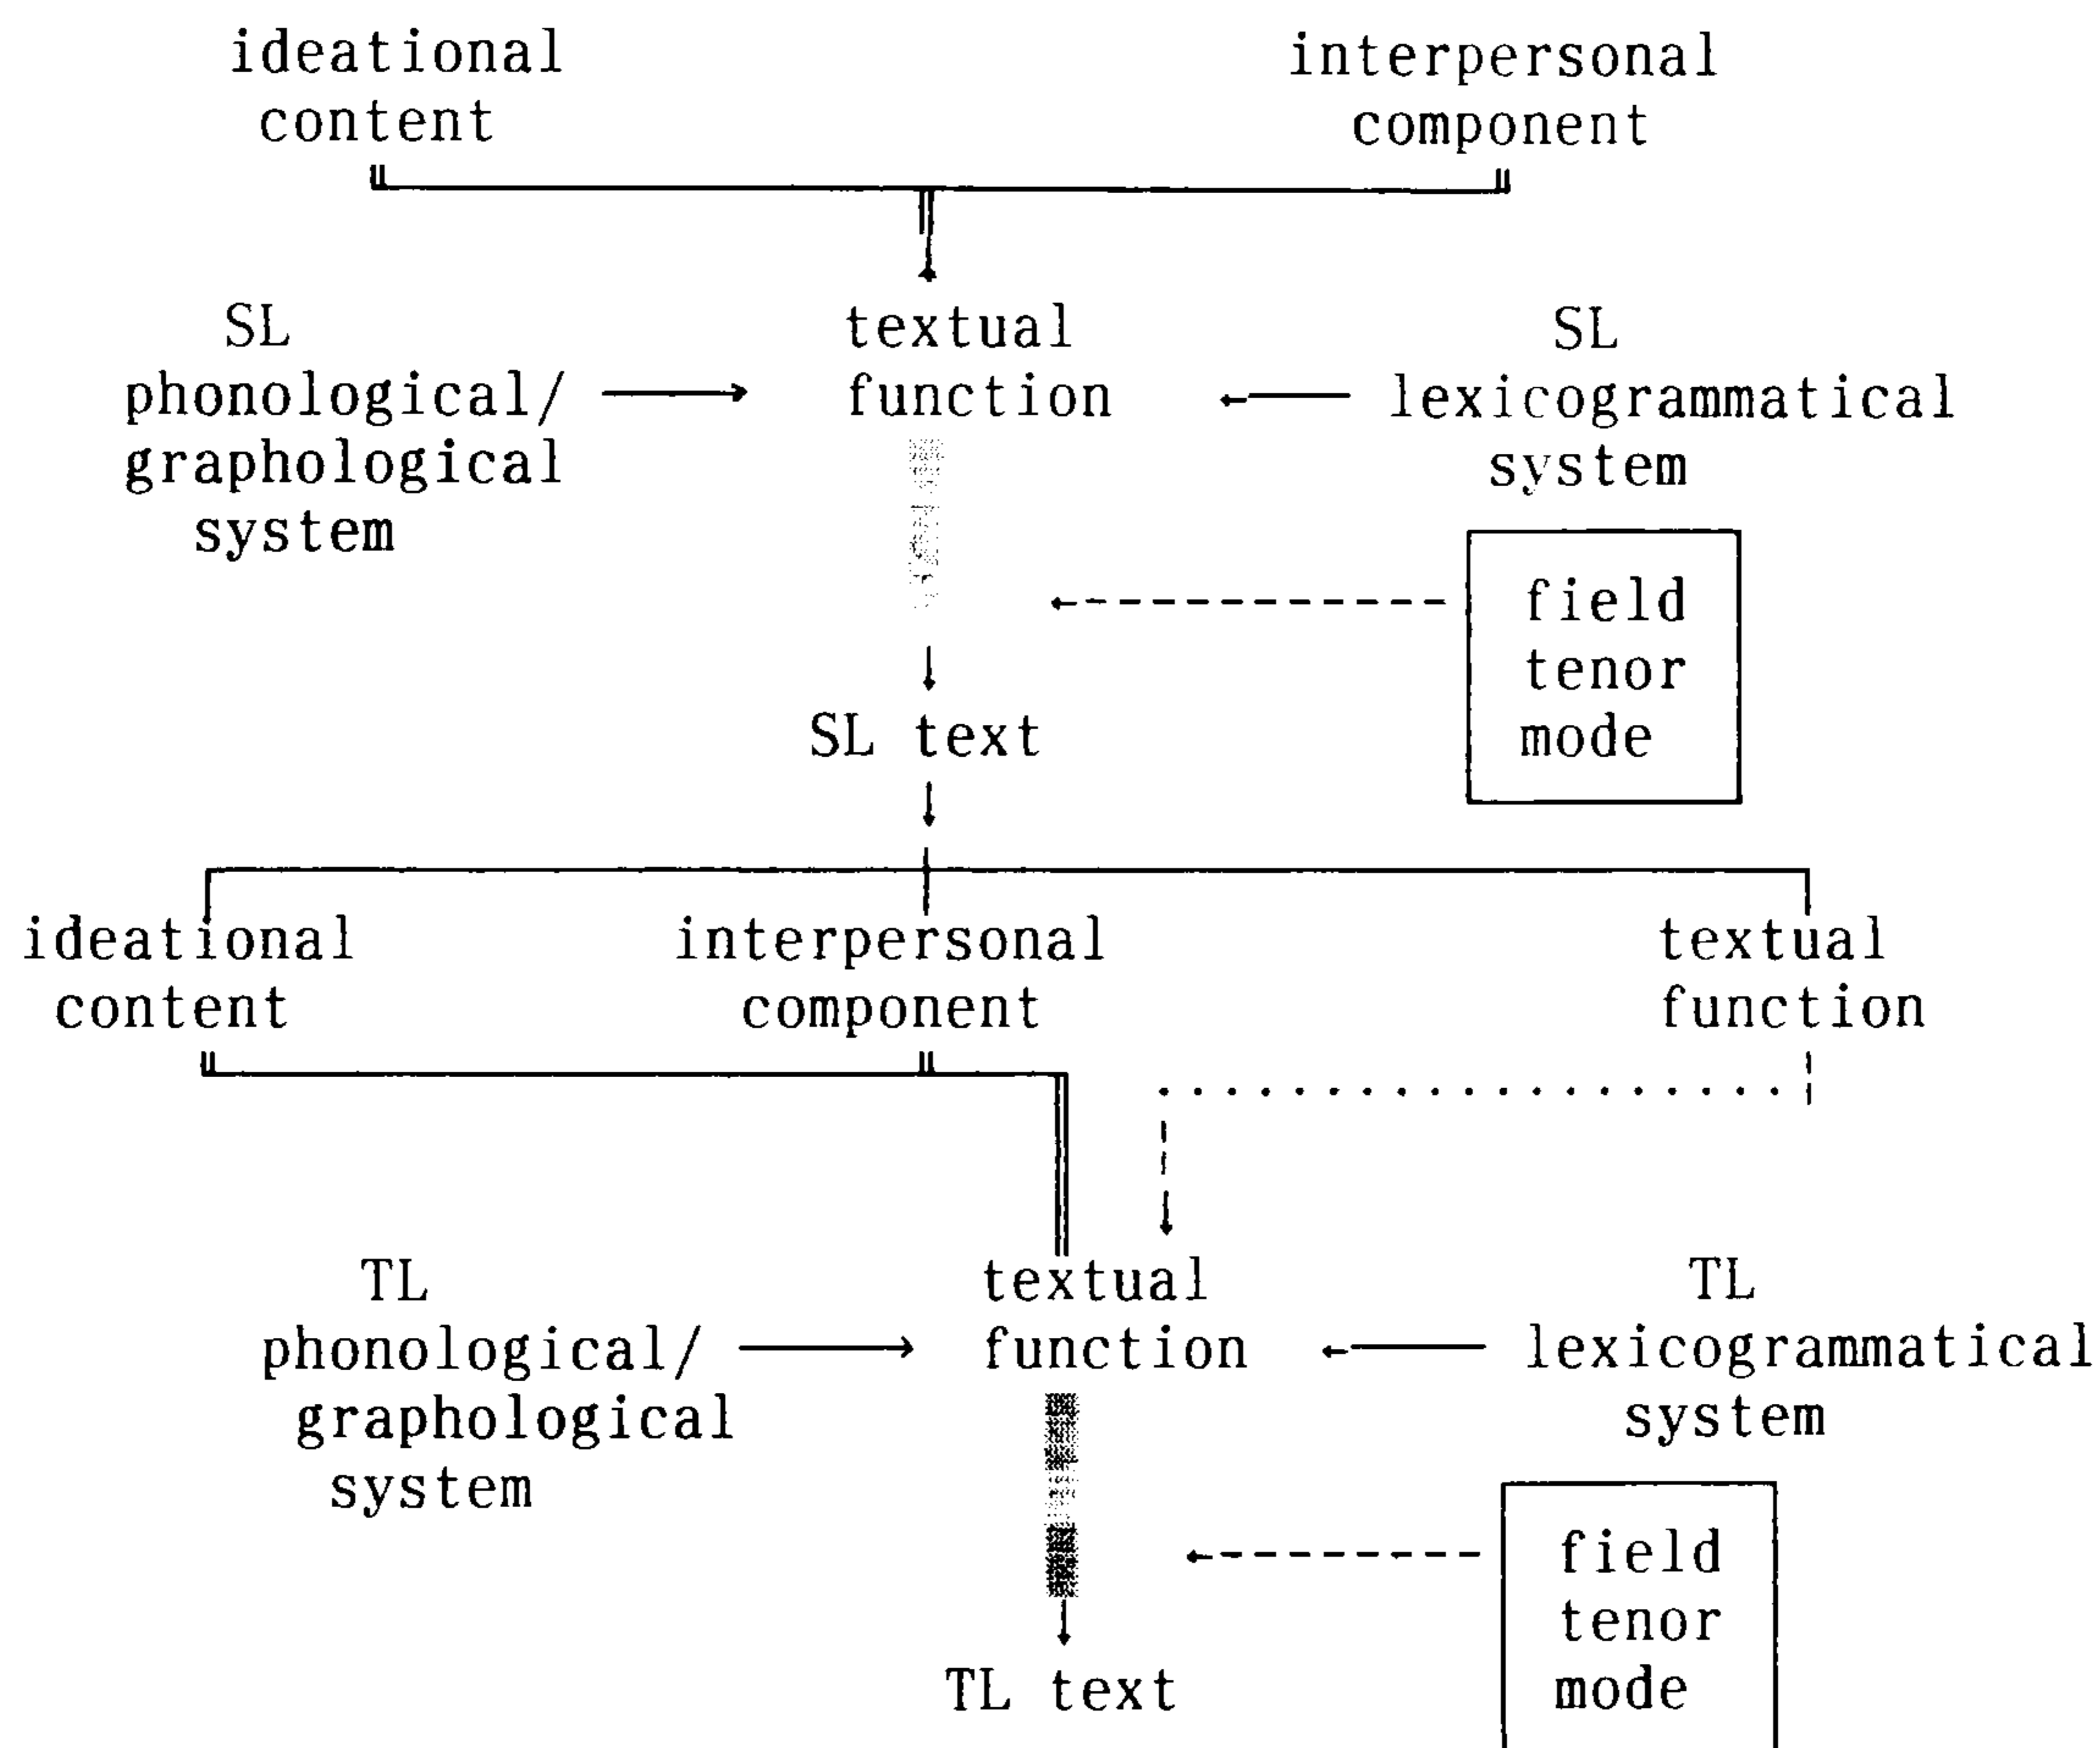 ideational
content
interpersonal
component
SL
phonological/
graphological
system
textual
function
SL
lexicogrammatical
system
field
tenor
mode
SL text
ideational
content
interpersonal
component
textual
function
TL
phonological/
graphological
system
textual
function
TL
lexicogrammatical
system
field
tenor
mode
TL text